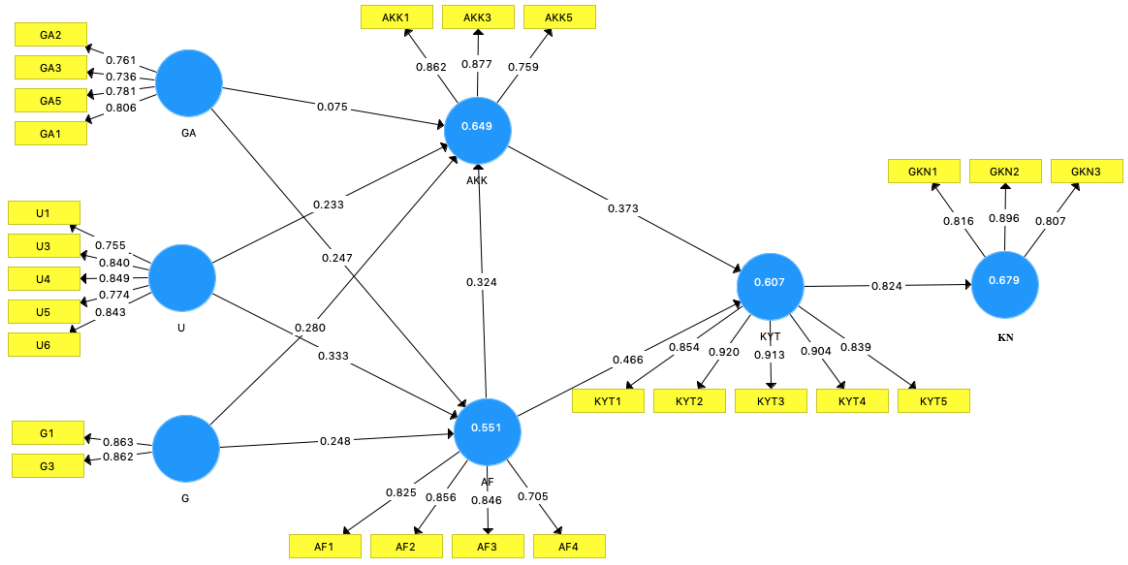 AKK1
AKK3
AKK5
GA2
GA3
GA5
GA1
0.761
0.736
0.781
0.806
GA
0.862
0.877
0.759
0.075
0.649
AKK
U1
U3
U4
U5
U6
0.755
0.840
0.849
0.774
0.843
U
0.233
0.247
0.280
0.333
0.324
0.373
GKN1
GKN2
GKN3
0.816
0.896
0.807
0.607
KYT
0.824
0.679
KN
0.466
0.854
0.920
0.913
0.904
0.839
KYT1
KYT2
KYT3
KYT4
KYT5
G1
G3
0.863
0.862
G
0.248
0.551
AF
0.825
0.856
0.846
0.705
AF1
AF2
AF3
AF4